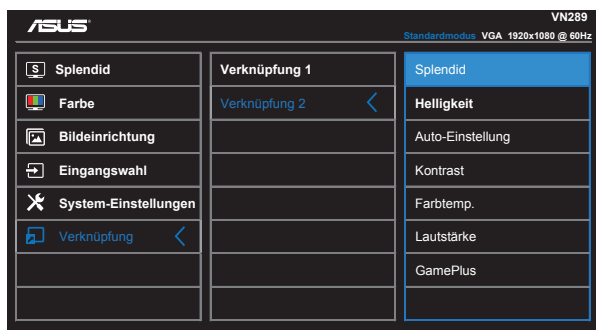 ASUS
VN289
Standardmodus VGA 1920x1080 @ 60Hz
S Splendid
Farbe
Bildeinrichtung
Eingangswahl
System-Einstellungen
Verknüpfung
Verknüpfung 1
Verknüpfung 2
Splendid
Helligkeit
Auto-Einstellung
Kontrast
Farbtemp.
Lautstärke
GamePlus